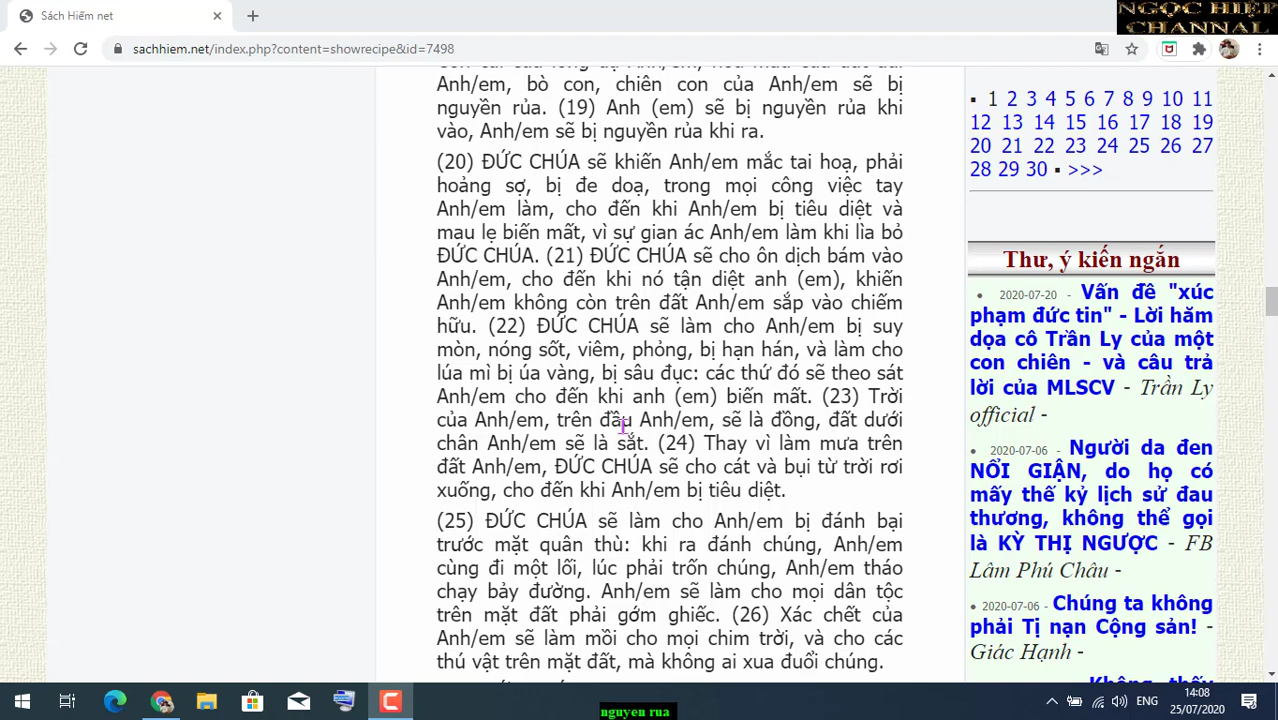 Sách Hiếm net
NGỌC HIỆP
CHANNAL
sachhiem.net/index.php?content=showrecipe&id=7498
Anh/em, bò con, chiên con của Anh/em sẽ bị
nguyền rủa. (19) Anh (em) sẽ bị nguyền rủa khi
vào, Anh/em sẽ bị nguyền rủa khi ra.
(20) ĐỨC CHÚA sẽ khiến Anh/em mắc tai hoạ, phải
hoảng sợ, bị đe doạ, trong mọi công việc tay
Anh/em làm, cho đến khi Anh/em bị tiêu diệt và
mau lẹ biến mất, vì sự gian ác Anh/em làm khi lìa bỏ
ĐỨC CHÚA. (21) ĐỨC CHÚA sẽ cho ôn dịch bám vào
Anh/em, cho đến khi nó tận diệt anh (em), khiến
Anh/em không còn trên đất Anh/em sắp vào chiếm
hữu. (22) ĐỨC CHÚA sẽ làm cho Anh/em bị suy
mòn, nóng sốt, viêm, phỏng, bị hạn hán, và làm cho
lúa mì bị úa vàng, bị sâu đục: các thứ đó sẽ theo sát
Anh/em cho đến khi anh (em) biến mất. (23) Trời
của Anh/em, trên đầu Anh/em, sẽ là đồng, đất dưới
chân Anh/em sẽ là sắt. (24) Thay vì làm mưa trên
đất Anh/em, ĐỨC CHÚA sẽ cho cát và bụi từ trời rơi
xuống, cho đến khi Anh/em bị tiêu diệt.
(25) ĐỨC CHÚA sẽ làm cho Anh/em bị đánh bại
trước mặt quân thù: khi ra đánh chúng, Anh/em
cùng đi một lối, lúc phải trốn chúng, Anh/em tháo
chạy bảy đường. Anh/em sẽ làm cho mọi dân tộc
trên mặt đất phải gớm ghiếc. (26) Xác chết của
Anh/em sẽ làm mồi cho mọi chim trời, và cho các
thú vật trên mặt đất, mà không ai xua đuổi chúng.
▪ 1 2 3 4 5 6 7 8 9 10 11
12 13 14 15 16 17 18 19
20 21 22 23 24 25 26 27
28 29 30 ▪ >>>
Thư, ý kiến ngắn
● 2020-07-20 - Vấn đề "xúc
phạm đức tin" - Lời hăm
dọa cô Trần Ly của một
con chiên - và câu trả
lời của MLSCV - Trần Ly
official -
● 2020-07-06 - Người da đen
NỔI GIẬN, do họ có
mấy thế kỷ lịch sử đau
thương, không thể gọi
là KỲ THỊ NGƯỢC - FB
Lâm Phú Châu -
● 2020-07-06 - Chúng ta không
phải Tị nạn Cộng sản! -
Giác Hạnh -
ENG
14:08
25/07/2020
nguyen rua